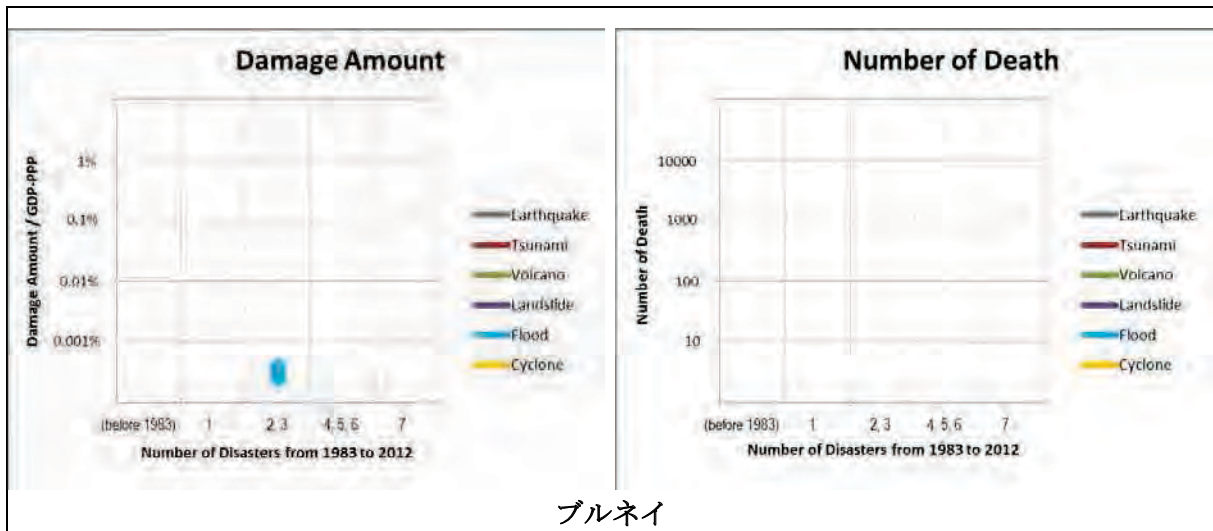 Damage Amount
Damage Amount / GDP-PPP
1%
0.1%
0.01%
0.001%
(before 1983) 1 2, 3 4, 5, 6 7
Number of Disasters from 1983 to 2012
Earthquake
Tsunami
Volcano
Landslide
Flood
Cyclone
Number of Death
Number of Death
10000
1000
100
10
(before 1983) 1 2, 3 4, 5, 6 7
Number of Disasters from 1983 to 2012
Earthquake
Tsunami
Volcano
Landslide
Flood
Cyclone
ブルネイ